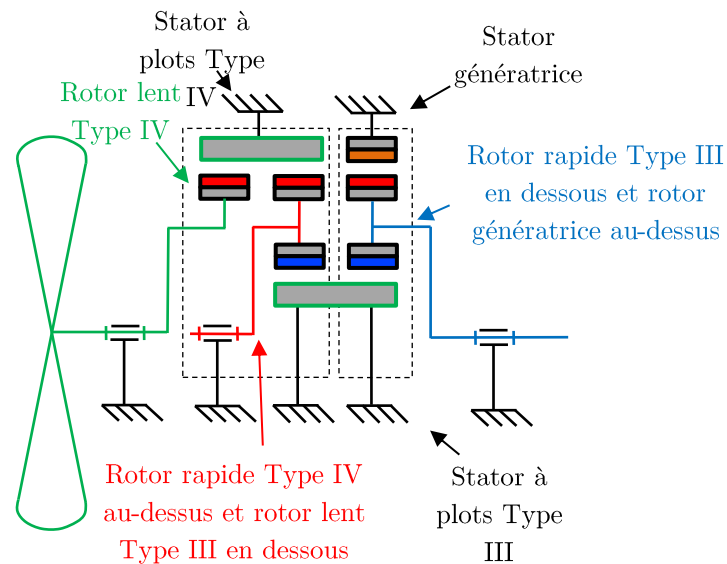 Stator à
plots Type
IV
Stator
génératrice
Rotor lent
Type IV
Rotor rapide Type III
en dessous et rotor
génératrice au-dessus
Rotor rapide Type IV
au-dessus et rotor lent
Type III en dessous
Stator à
plots Type
III